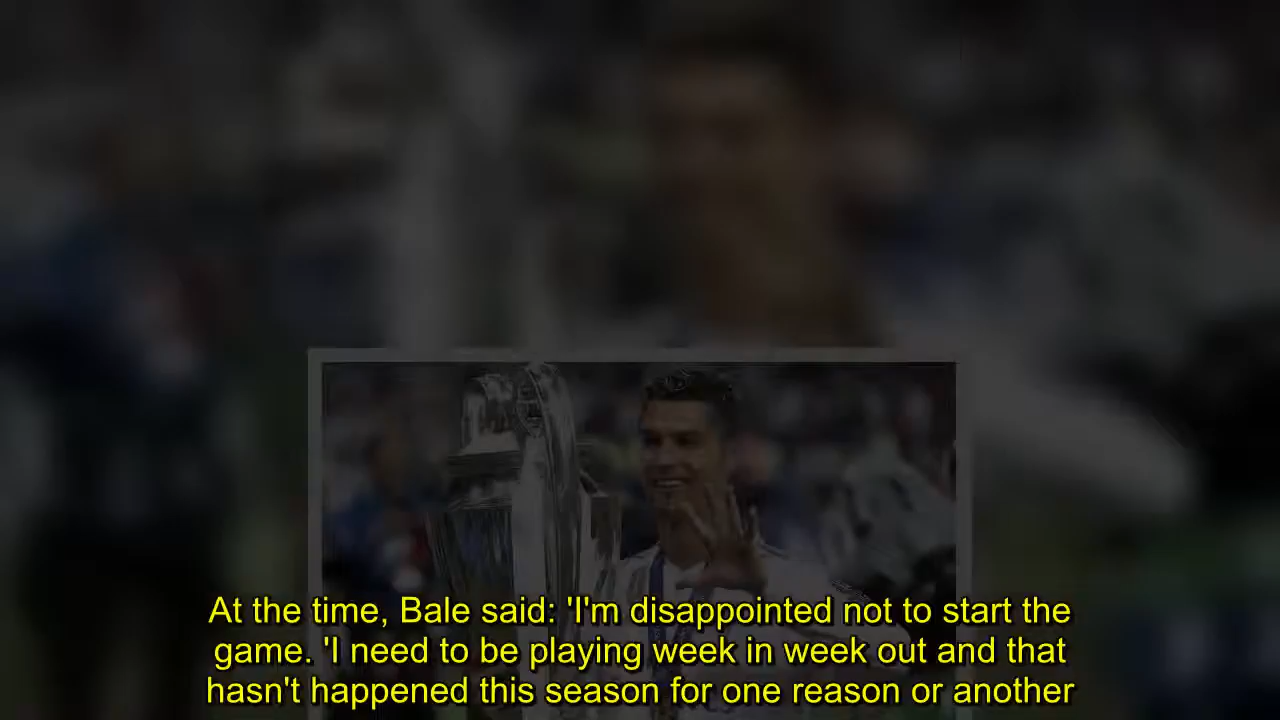 At the time, Bale said: 'I'm disappointed not to start the
game. 'I need to be playing week in week out and that
hasn't happened this season for one reason or another